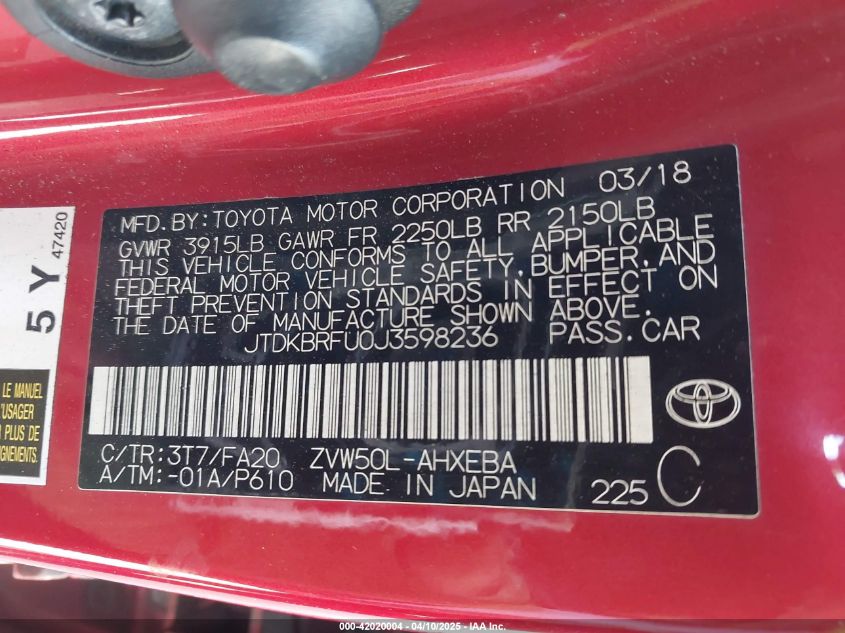 MFD. BY: TOYOTA MOTOR CORPORATION 03/18
GVWR 3915LB GAWR FR 2250LB RR 2150LB
THIS VEHICLE CONFORMS TO ALL APPLICABLE
FEDERAL MOTOR VEHICLE SAFETY, BUMPER, AND
THEFT PREVENTION STANDARDS IN EFFECT ON
THE DATE OF MANUFACTURE SHOWN ABOVE.
JTDKBRFU0J3598236 PASS. CAR
C/TR: 3T7/FA20 ZVW50L-AHXEBA
A/TM: -01A/P610 MADE IN JAPAN 225 C
5 Y 47420
LE MANUEL
L'USAGER
PLUS DE
RENSEIGNEMENTS.
000-42020004 - 04/10/2025 - IAA Inc.